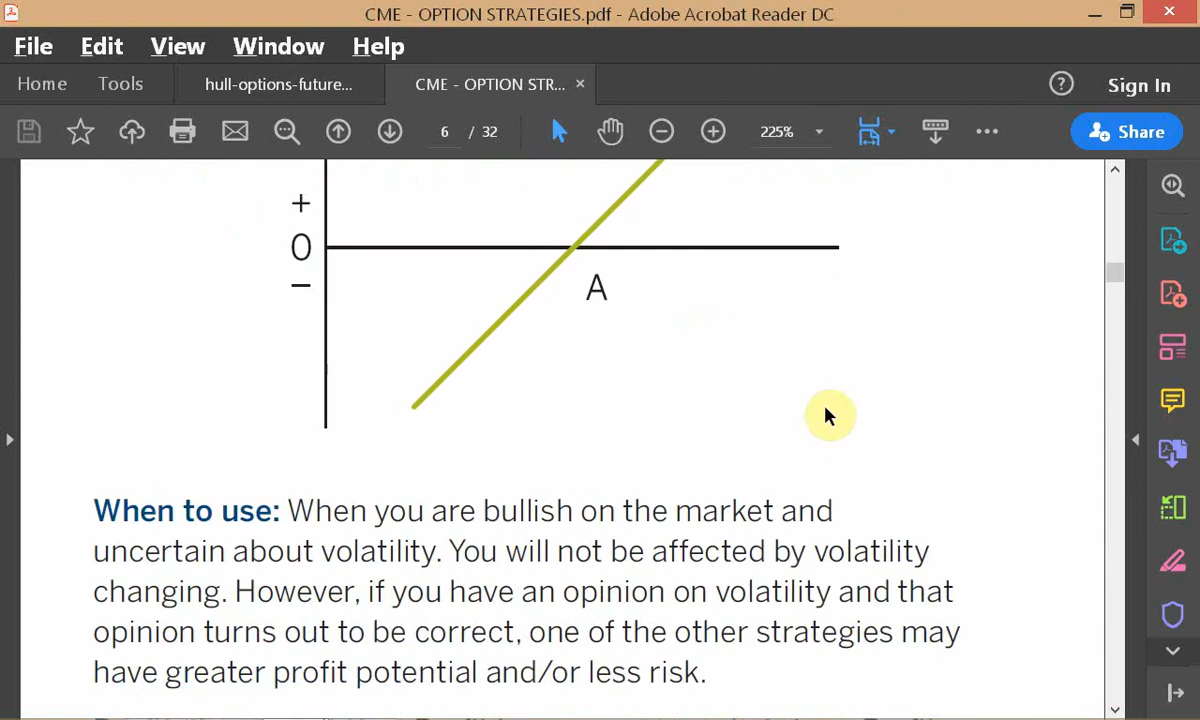 CME - OPTION STRATEGIES.pdf - Adobe Acrobat Reader DC
File Edit View Window Help
Home Tools hull-options-future... CME - OPTION STR... × Sign In
6 / 32 225% Share
+
0
−
A
When to use: When you are bullish on the market and
uncertain about volatility. You will not be affected by volatility
changing. However, if you have an opinion on volatility and that
opinion turns out to be correct, one of the other strategies may
have greater profit potential and/or less risk.